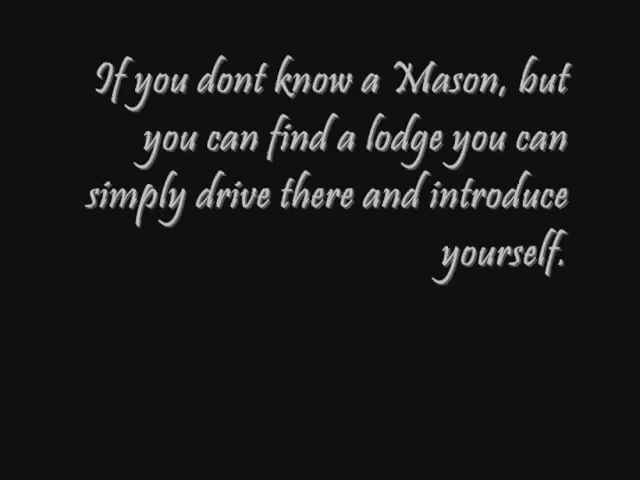 If you dont know a Mason, but
you can find a lodge you can
simply drive there and introduce
yourself.